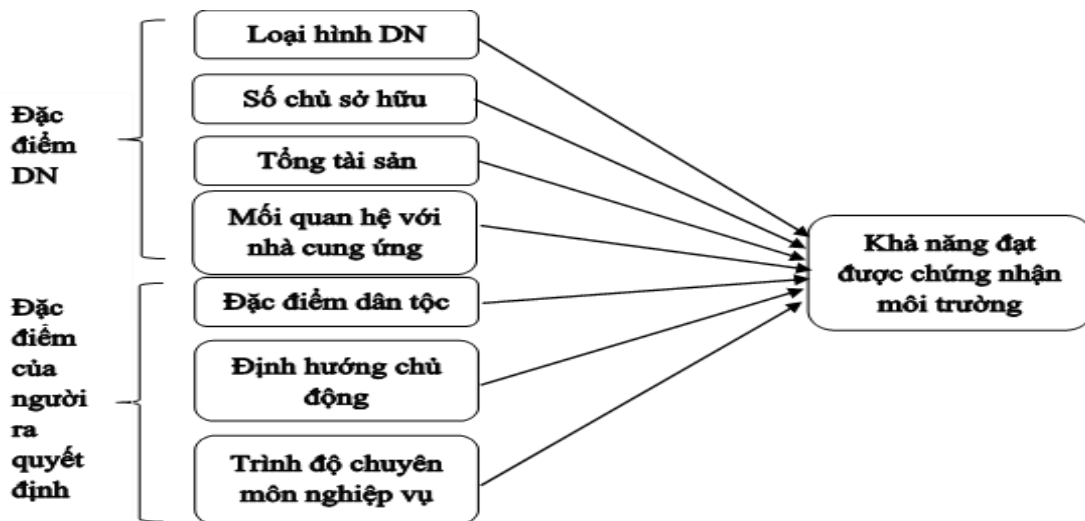 Đặc
điểm
DN
Loại hình DN
Số chủ sở hữu
Tổng tài sản
Mối quan hệ với
nhà cung ứng
Đặc
điểm
của
người
ra
quyết
định
Đặc điểm dân tộc
Định hướng chủ
động
Trình độ chuyên
môn nghiệp vụ
Khả năng đạt
được chứng nhận
môi trường